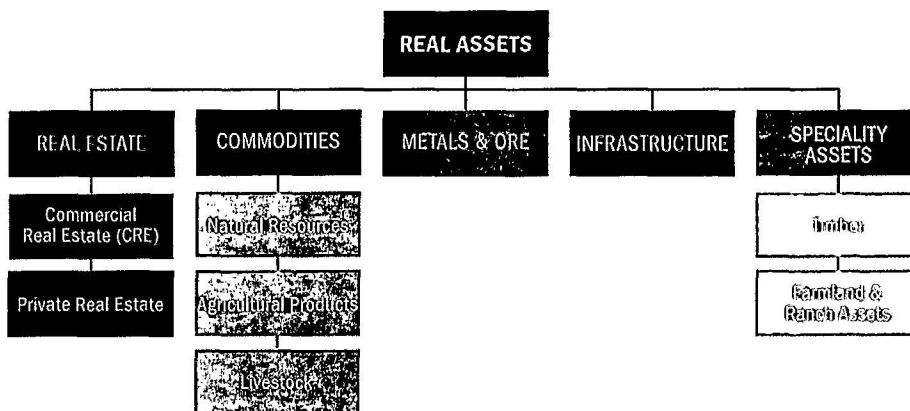 REAL ASSETS
REAL ESTATE
COMMODITIES
METALS & ORE
INFRASTRUCTURE
SPECIALITY
ASSETS
Commercial
Real Estate (CRE)
Private Real Estate
Natural Resources
Agricultural Products
Livestock
Timber
Farmland &
Ranch Assets